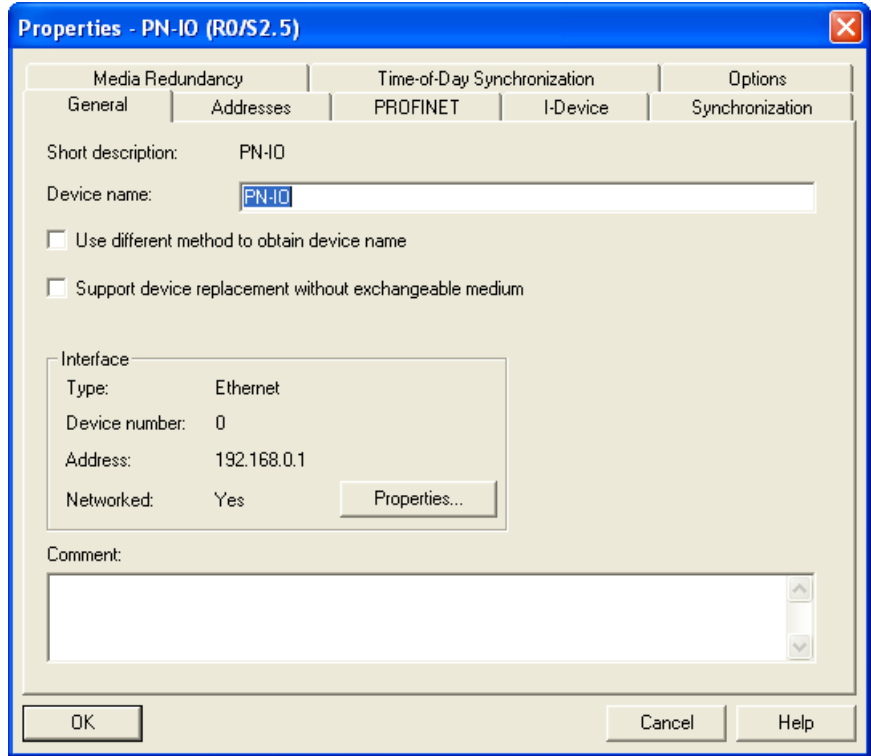 Properties - PN-IO (R0/S2.5)
Media Redundancy Time-of-Day Synchronization Options
General Addresses PROFINET I-Device Synchronization
Short description: PN-IO
Device name: PN-IO
Use different method to obtain device name
Support device replacement without exchangeable medium
Interface
Type: Ethernet
Device number: 0
Address: 192.168.0.1
Networked: Yes Properties...
Comment:
OK Cancel Help